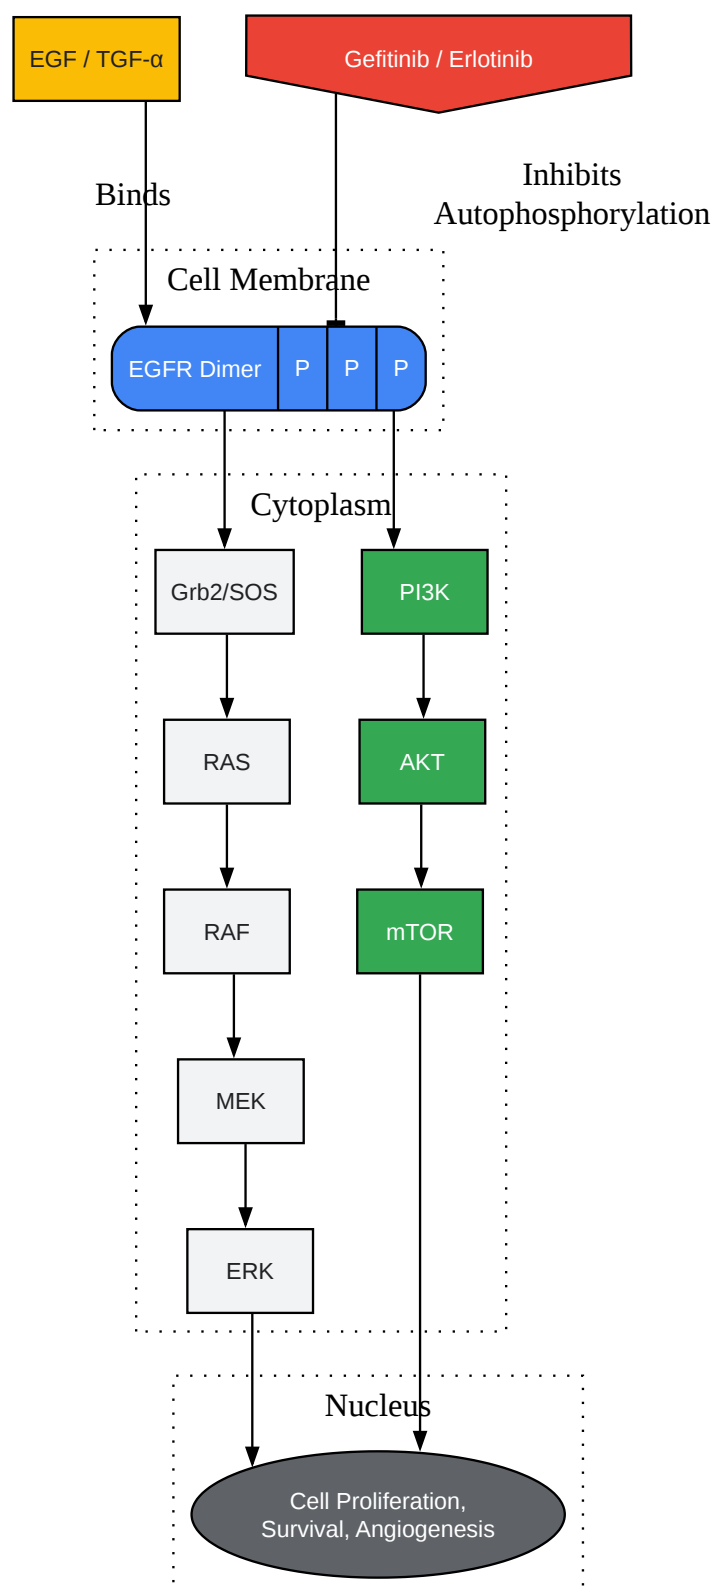 EGF / TGF-α
Gefitinib / Erlotinib
Binds
Inhibits
Autophosphorylation
Cell Membrane
EGFR Dimer
P
P
P
Cytoplasm
Grb2/SOS
PI3K
RAS
AKT
RAF
mTOR
MEK
ERK
Nucleus
Cell Proliferation,
Survival, Angiogenesis